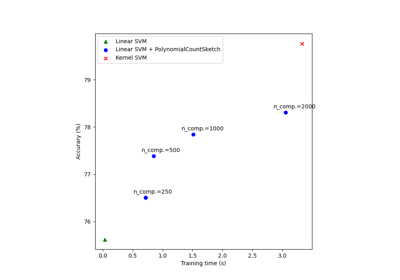 Linear SVM
Linear SVM + PolynomialCountSketch
Kernel SVM
79
78
77
76
Accurary (%)
n_comp.=2000
n_comp.=1000
n_comp.=500
n_comp.=250
0.0 0.5 1.0 1.5 2.0 2.5 3.0
Training time (s)